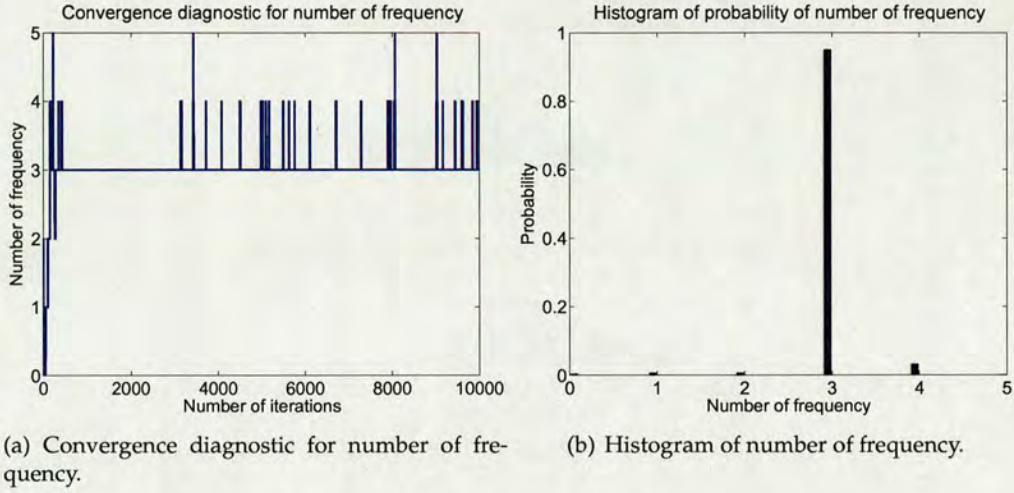 Convergence diagnostic for number of frequency
5
4
3
2
1
0
Number of frequency
0 2000 4000 6000 8000 10000
Number of iterations
(a) Convergence diagnostic for number of fre-
quency.
Histogram of probability of number of frequency
1
0.8
0.6
0.4
0.2
0
Probability
0 1 2 3 4 5
Number of frequency
(b) Histogram of number of frequency.